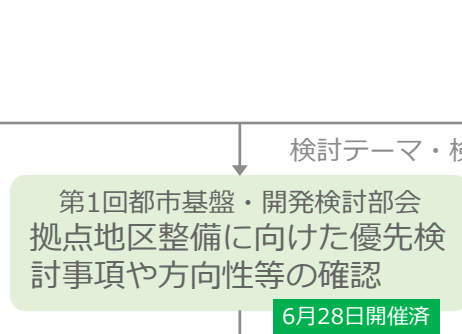 検討テーマ・検
第1回都市基盤・開発検討部会
拠点地区整備に向けた優先検
討事項や方向性等の確認
6月28日開催済